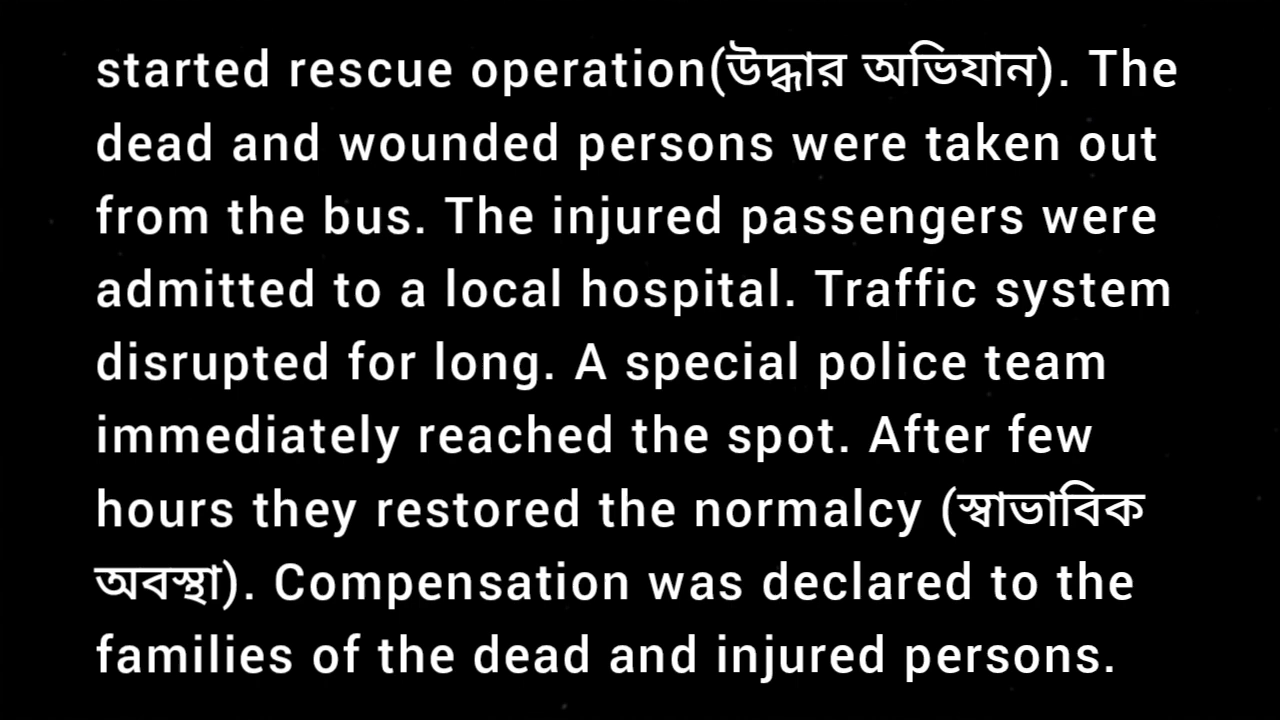 started rescue operation(উদ্ধার অভিযান). The
dead and wounded persons were taken out
from the bus. The injured passengers were
admitted to a local hospital. Traffic system
disrupted for long. A special police team
immediately reached the spot. After few
hours they restored the normalcy (স্বাভাবিক
অবস্থা). Compensation was declared to the
families of the dead and injured persons.